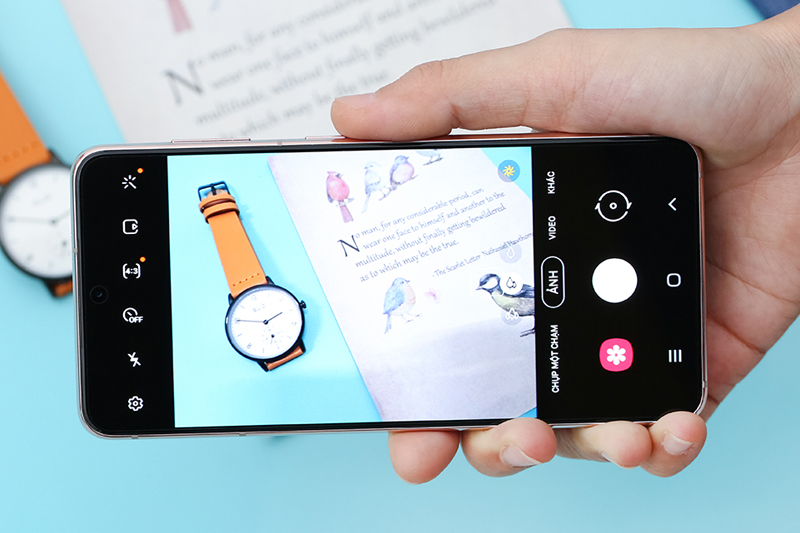 No man, for any considerable
wear one face to himself and
multitude, without finally getting bewildered
which may be the true.
No man, for any considerable period, can
wear one face to himself and another to the
multitude, without finally getting bewildered
as to which may be the true.
-The Scarlet Letter Nathaniel Hawthorn
4:3
OFF
KHÁC
VIDEO
ẢNH
CHỤP MỘT CHẠM